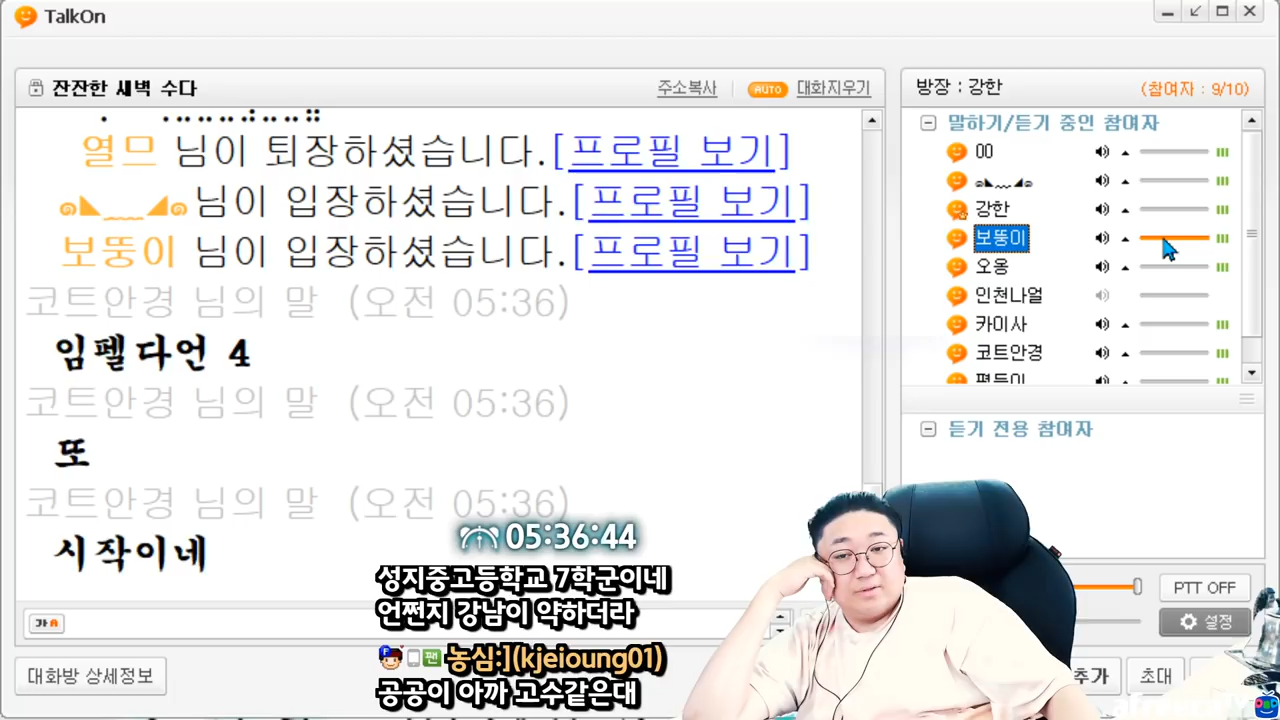 TalkOn
잔잔한 새벽 수다
주소복사
AUTO
대화지우기
열므 님이 퇴장하셨습니다.[프로필 보기]
๑◣﹏◢๑님이 입장하셨습니다.[프로필 보기]
보뚱이 님이 입장하셨습니다.[프로필 보기]
코트안경 님의 말 (오전 05:36)
임펠다언 4
코트안경 님의 말 (오전 05:36)
또
코트안경 님의 말 (오전 05:36)
시작이네
가A
대화방 상세정보
방장 : 강한
(참여자 : 9/10)
말하기/듣기 중인 참여자
00
๑◣﹏◢๑
강한
보뚱이
오옹
인천나얼
카이사
코트안경
듣기 전용 참여자
PTT OFF
설정
추가
초대
05:36:44
성지중고등학교 7학군이네
언쩐지 강남이 약하더라
팬 농심:](kjeioung01)
공공이 아까 고수같은대